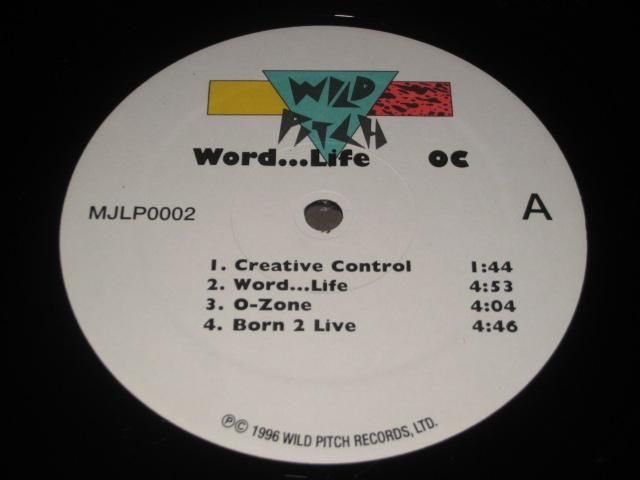 WILD
PITCH
Word...Life OC
MJLP0002 A
1. Creative Control 1:44
2. Word...Life 4:53
3. O-Zone 4:04
4. Born 2 Live 4:46
℗© 1996 WILD PITCH RECORDS, LTD.